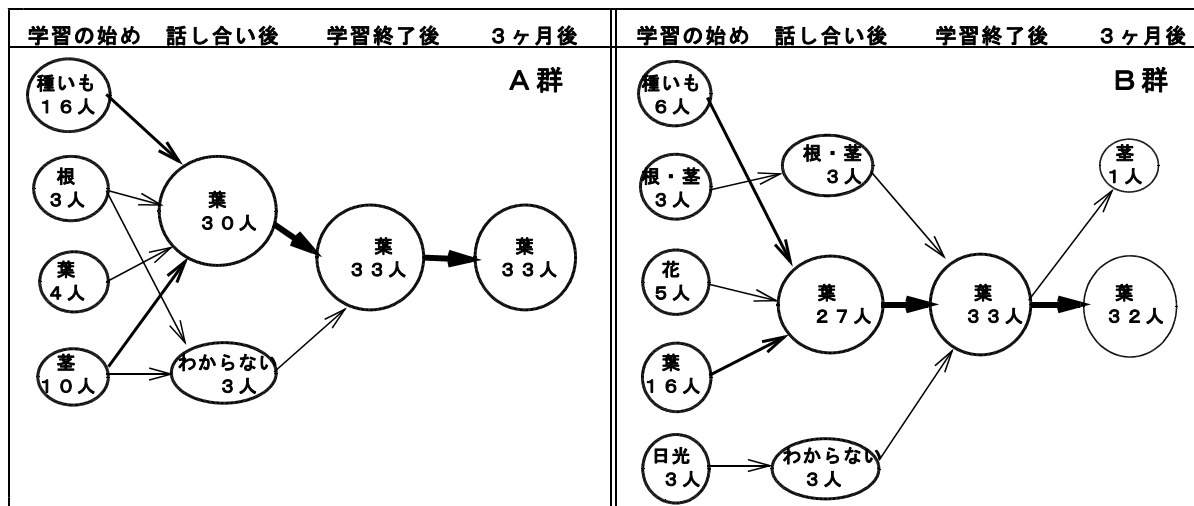 学習の始め 話し合い後 学習終了後 ３ヶ月後
Ａ群
種いも
１６人
根
３人
葉
４人
茎
１０人
葉
３０人
わからない
３人
葉
３３人
葉
３３人
学習の始め 話し合い後 学習終了後 ３ヶ月後
Ｂ群
種いも
６人
根・茎
３人
花
５人
葉
１６人
日光
３人
根・茎
３人
葉
２７人
わからない
３人
葉
３３人
茎
１人
葉
３２人